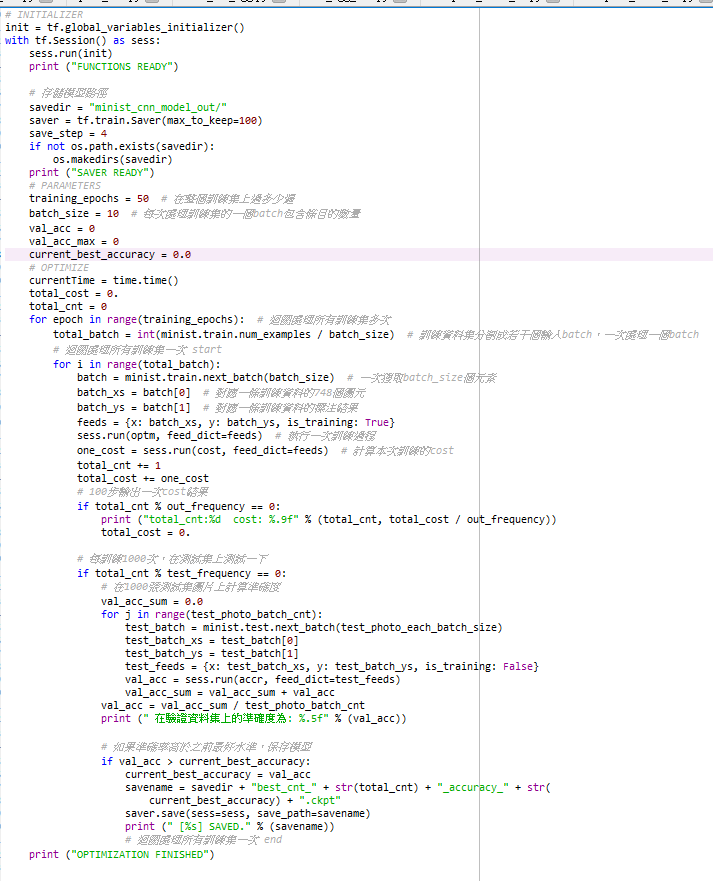 # INITIALIZER
init = tf.global_variables_initializer()
with tf.Session() as sess:
    sess.run(init)
    print ("FUNCTIONS READY")

    # 存儲模型路徑
    savedir = "minist_cnn_model_out/"
    saver = tf.train.Saver(max_to_keep=100)
    save_step = 4
    if not os.path.exists(savedir):
        os.makedirs(savedir)
    print ("SAVER READY")
    # PARAMETERS
    training_epochs = 50  # 在整個訓練集上過多少遍
    batch_size = 10  # 每次處理訓練集的一個batch包含條目的數量
    val_acc = 0
    val_acc_max = 0
    current_best_accuracy = 0.0
    # OPTIMIZE
    currentTime = time.time()
    total_cost = 0.
    total_cnt = 0
    for epoch in range(training_epochs):  # 迴圈處理所有訓練集多次
        total_batch = int(minist.train.num_examples / batch_size)  # 訓練資料集分割成若干個輸入batch，一次處理一個batch
        # 迴圈處理所有訓練集一次 start
        for i in range(total_batch):
            batch = minist.train.next_batch(batch_size)  # 一次獲取batch_size個元素
            batch_xs = batch[0]  # 對應一條訓練資料的748個圖元
            batch_ys = batch[1]  # 對應一條訓練資料的標注結果
            feeds = {x: batch_xs, y: batch_ys, is_training: True}
            sess.run(optm, feed_dict=feeds)  # 執行一次訓練過程
            one_cost = sess.run(cost, feed_dict=feeds)  # 計算本次訓練的cost
            total_cnt += 1
            total_cost += one_cost
            # 100步輸出一次cost結果
            if total_cnt % out_frequency == 0:
                print ("total_cnt:%d  cost: %.9f" % (total_cnt, total_cost / out_frequency))
                total_cost = 0.

            # 每訓練1000次，在測試集上測試一下
            if total_cnt % test_frequency == 0:
                # 在1000張測試集圖片上計算準確度
                val_acc_sum = 0.0
                for j in range(test_photo_batch_cnt):
                    test_batch = minist.test.next_batch(test_photo_each_batch_size)
                    test_batch_xs = test_batch[0]
                    test_batch_ys = test_batch[1]
                    test_feeds = {x: test_batch_xs, y: test_batch_ys, is_training: False}
                    val_acc = sess.run(accr, feed_dict=test_feeds)
                    val_acc_sum = val_acc_sum + val_acc
                val_acc = val_acc_sum / test_photo_batch_cnt
                print (" 在驗證資料集上的準確度為: %.5f" % (val_acc))

                # 如果準確率高於之前最好水準，保存模型
                if val_acc > current_best_accuracy:
                    current_best_accuracy = val_acc
                    savename = savedir + "best_cnt_" + str(total_cnt) + "_accuracy_" + str(
                        current_best_accuracy) + ".ckpt"
                    saver.save(sess=sess, save_path=savename)
                    print (" [%s] SAVED." % (savename))
                    # 迴圈處理所有訓練集一次 end
    print ("OPTIMIZATION FINISHED")